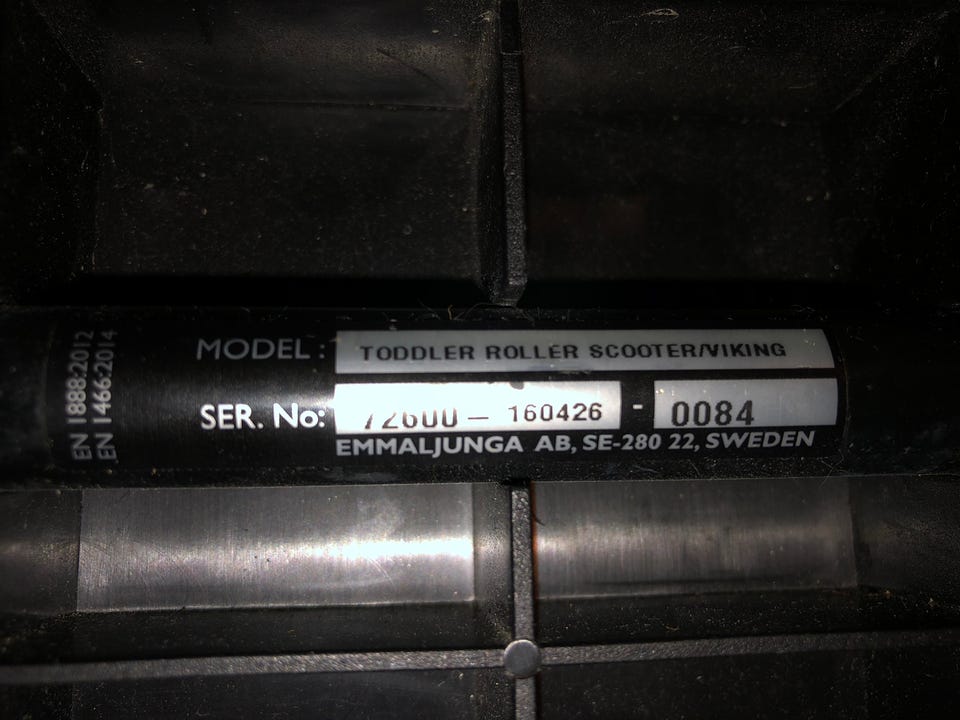 MODEL: TODDLER ROLLER SCOOTER/VIKING
SER. No: 72600 - 160426 - 0084
EMMALJUNGA AB, SE-280 22, SWEDEN
EN 1888:2012
EN 1466:2014